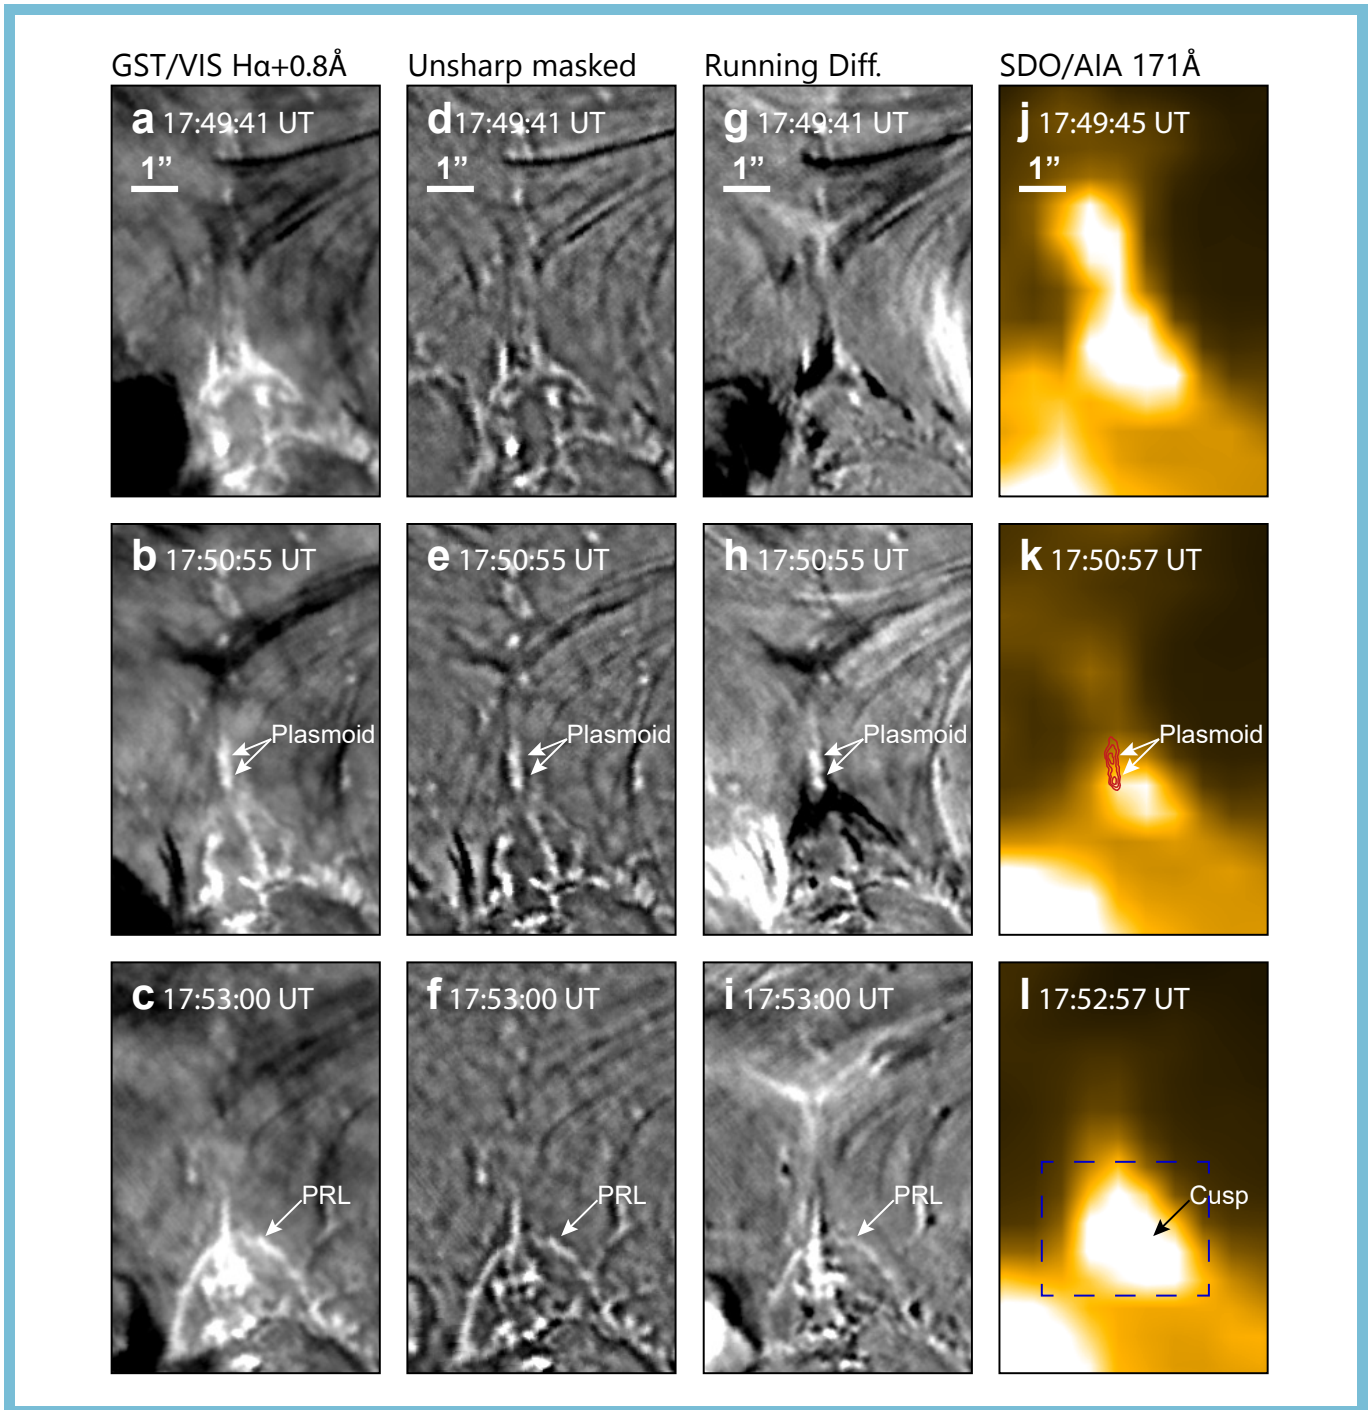 GST/VIS Hα+0.8Å Unsharp masked Running Diff. SDO/AIA 171Å
a 17:49:41 UT d 17:49:41 UT g 17:49:41 UT j 17:49:45 UT
1” 1” 1” 1”
b 17:50:55 UT e 17:50:55 UT h 17:50:55 UT k 17:50:57 UT
Plasmoid Plasmoid Plasmoid Plasmoid
c 17:53:00 UT f 17:53:00 UT i 17:53:00 UT l 17:52:57 UT
PRL PRL PRL Cusp